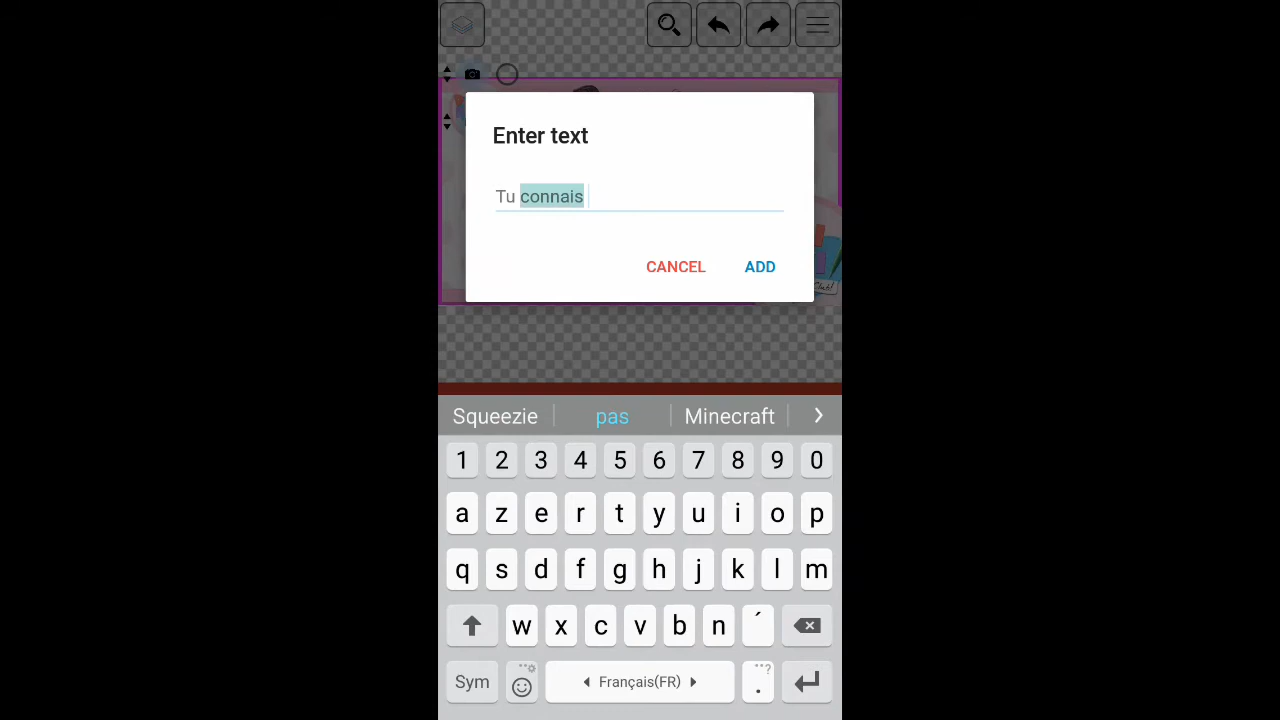 Enter text
Tu connais
CANCEL ADD
Club!
Squeezie pas Minecraft
1 2 3 4 5 6 7 8 9 0
a z e r t y u i o p
q s d f g h j k l m
w x c v b n ´
Sym Français(FR) . ?